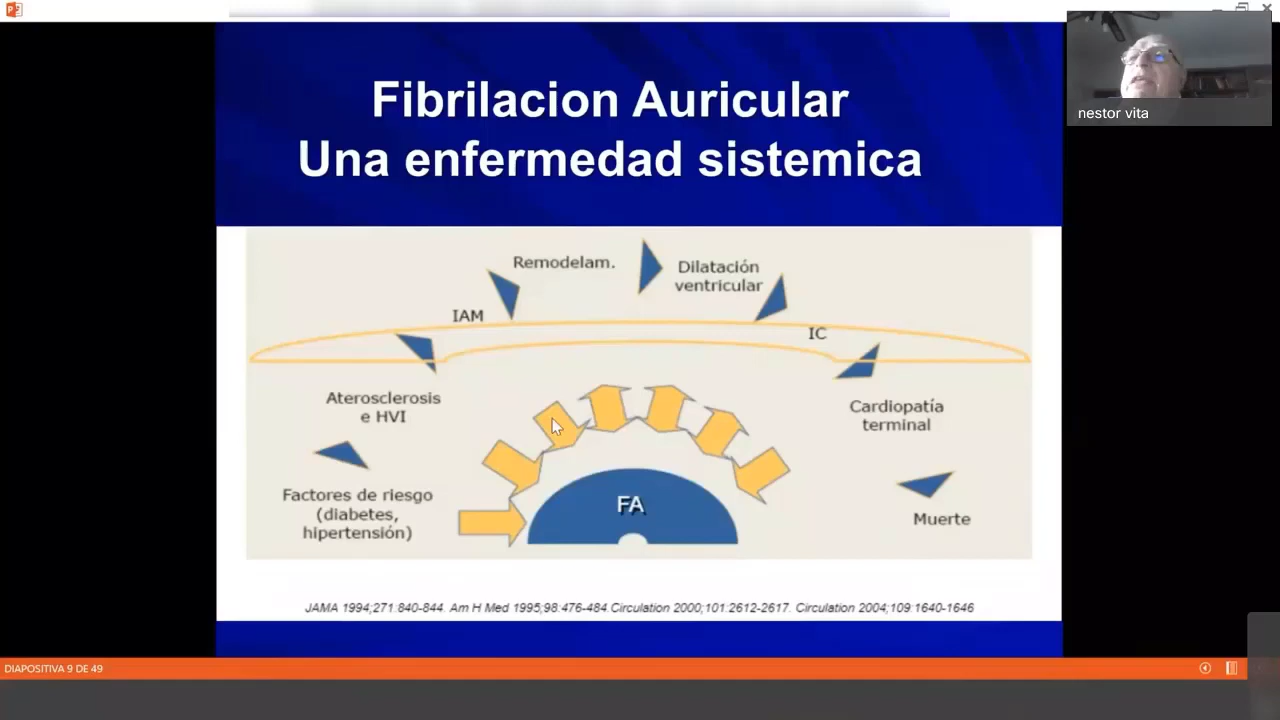 nestor vita
Fibrilacion Auricular
Una enfermedad sistemica
Remodelam.
Dilatación
ventricular
IAM
IC
Aterosclerosis
e HVI
Cardiopatía
terminal
Factores de riesgo
(diabetes,
hipertensión)
FA
Muerte
JAMA 1994;271.840-844. Am H Med 1995;98:476-484.Circulation 2000;101:2612-2617. Circulation 2004;109:1640-1646
DIAPOSITIVA 9 DE 49